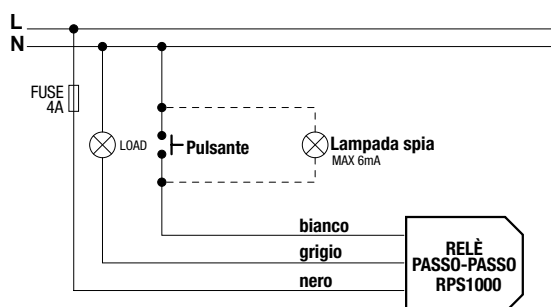 L
N
FUSE
4A
LOAD
Pulsante
Lampada spia
MAX 6mA
bianco
grigio
nero
RELÈ
PASSO-PASSO
RPS1000